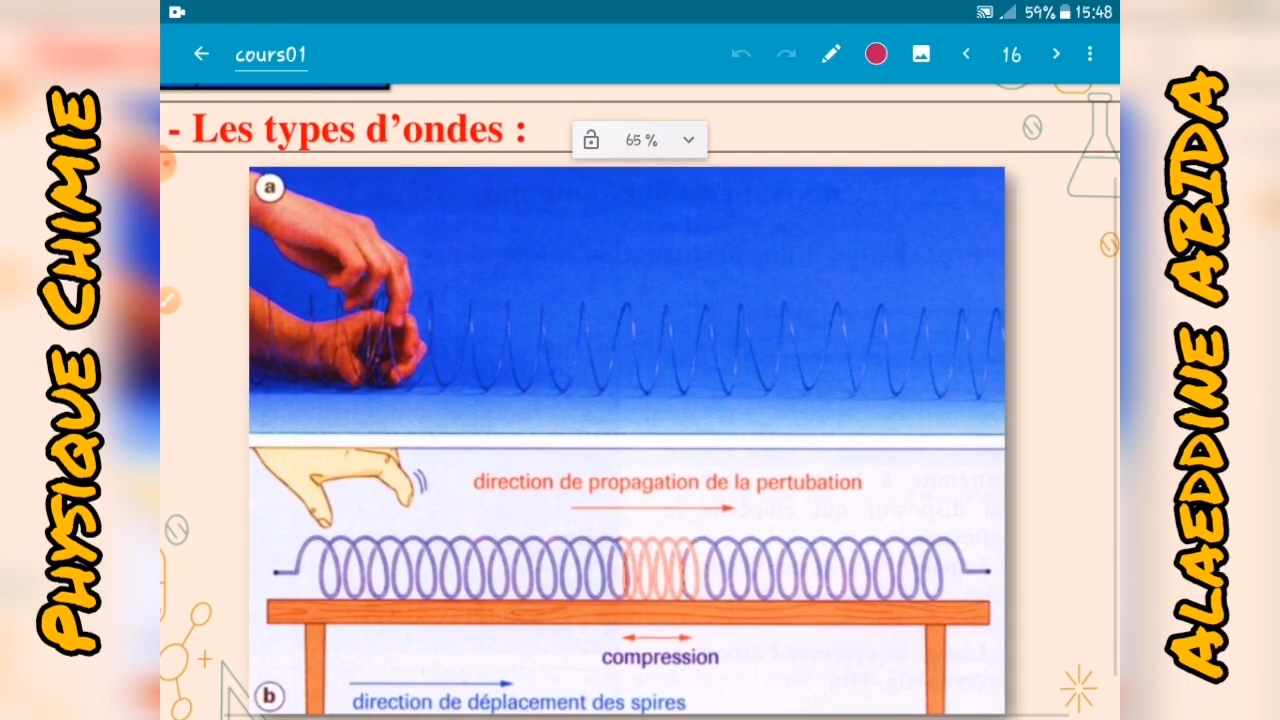 59% 15:48
cours01
16
- Les types d'ondes :
65 %
a
direction de propagation de la pertubation
compression
b
direction de déplacement des spires
PHYSIQUE CHIMIE
ALAEDDINE ABIDA